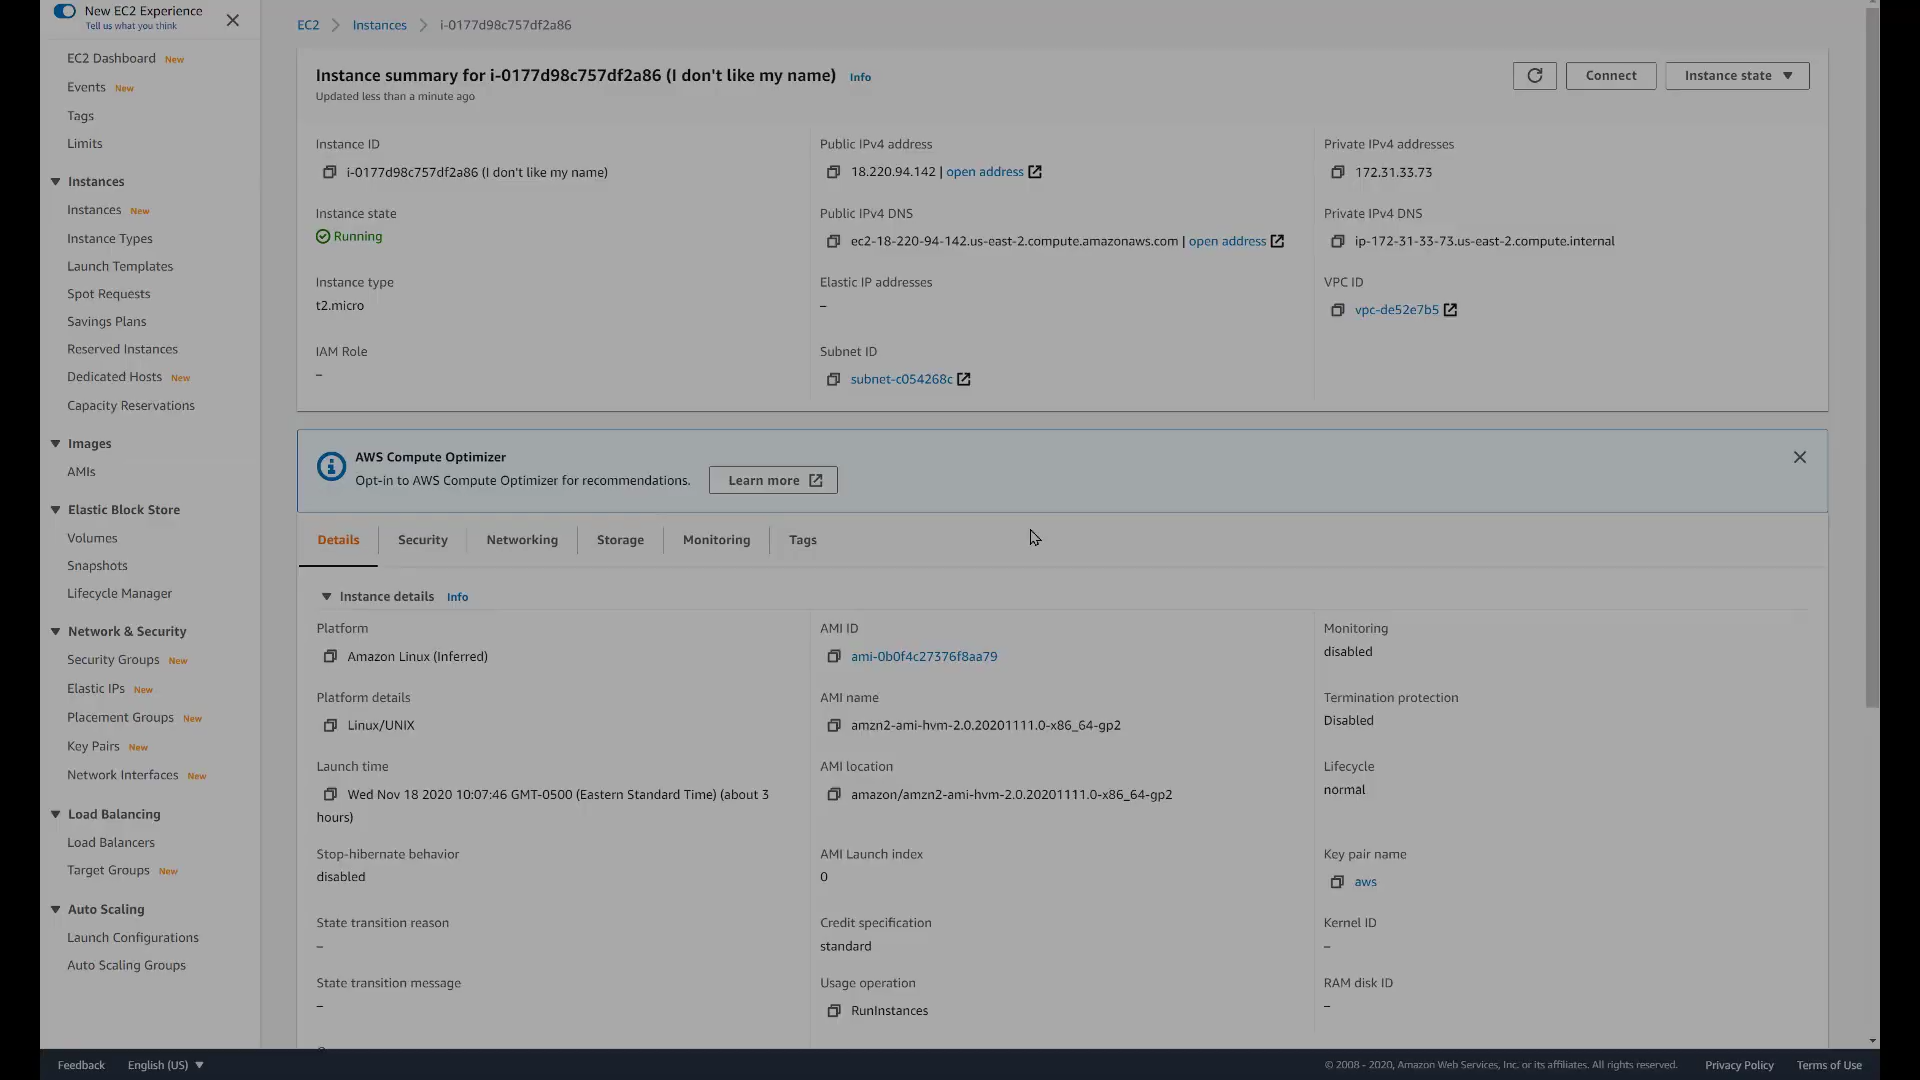 New EC2 Experience
Tell us what you think
EC2 Dashboard New
Events New
Tags
Limits
Instances
Instances New
Instance Types
Launch Templates
Spot Requests
Savings Plans
Reserved Instances
Dedicated Hosts New
Capacity Reservations
Images
AMIs
Elastic Block Store
Volumes
Snapshots
Lifecycle Manager
Network & Security
Security Groups New
Elastic IPs New
Placement Groups New
Key Pairs New
Network Interfaces New
Load Balancing
Load Balancers
Target Groups New
Auto Scaling
Launch Configurations
Auto Scaling Groups
EC2 Instances i-0177d98c757df2a86
Instance summary for i-0177d98c757df2a86 (I don't like my name) Info
Updated less than a minute ago
Connect
Instance state
Instance ID
i-0177d98c757df2a86 (I don't like my name)
Public IPv4 address
18.220.94.142 | open address
Private IPv4 addresses
172.31.33.73
Instance state
Running
Public IPv4 DNS
ec2-18-220-94-142.us-east-2.compute.amazonaws.com | open address
Private IPv4 DNS
ip-172-31-33-73.us-east-2.compute.internal
Instance type
t2.micro
Elastic IP addresses
–
VPC ID
vpc-de52e7b5
IAM Role
–
Subnet ID
subnet-c054268c
AWS Compute Optimizer
Opt-in to AWS Compute Optimizer for recommendations.
Learn more
Details
Security
Networking
Storage
Monitoring
Tags
Instance details Info
Platform
Amazon Linux (Inferred)
AMI ID
ami-0b0f4c27376f8aa79
Monitoring
disabled
Platform details
Linux/UNIX
AMI name
amzn2-ami-hvm-2.0.20201111.0-x86_64-gp2
Termination protection
Disabled
Launch time
Wed Nov 18 2020 10:07:46 GMT-0500 (Eastern Standard Time) (about 3
hours)
AMI location
amazon/amzn2-ami-hvm-2.0.20201111.0-x86_64-gp2
Lifecycle
normal
Stop-hibernate behavior
disabled
AMI Launch index
0
Key pair name
aws
State transition reason
–
Credit specification
standard
Kernel ID
–
State transition message
–
Usage operation
RunInstances
RAM disk ID
–
Feedback
English (US)
© 2008 - 2020, Amazon Web Services, Inc. or its affiliates. All rights reserved.
Privacy Policy
Terms of Use